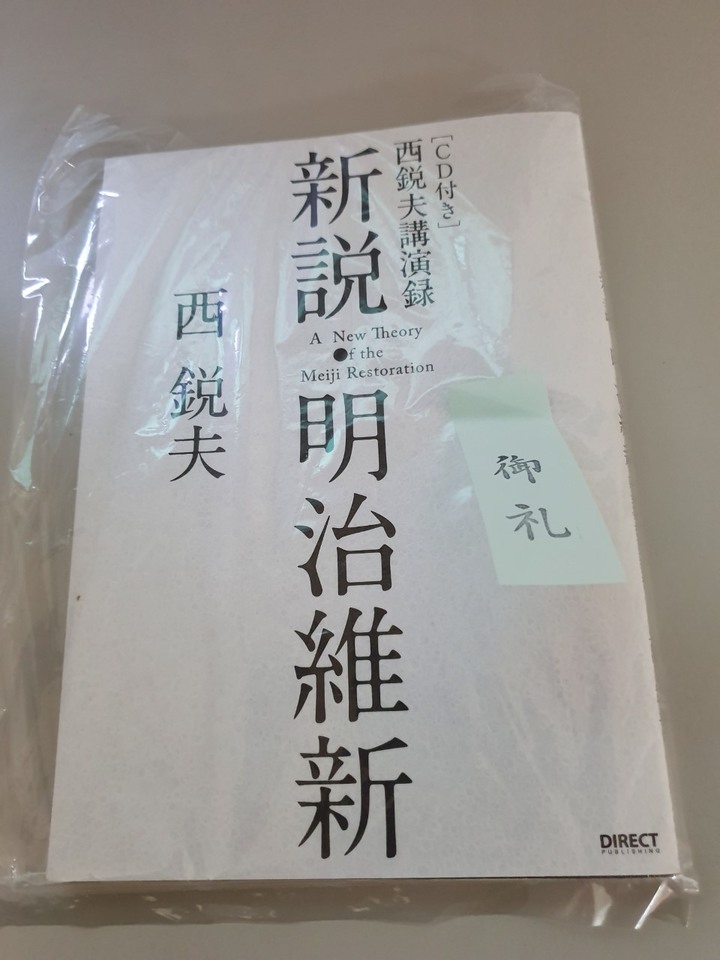 [CD付き]
西鋭夫講演録
新説
A New Theory
of the
Meiji Restoration
明治維新
西 鋭夫
御礼
DIRECT
PUBLISHING